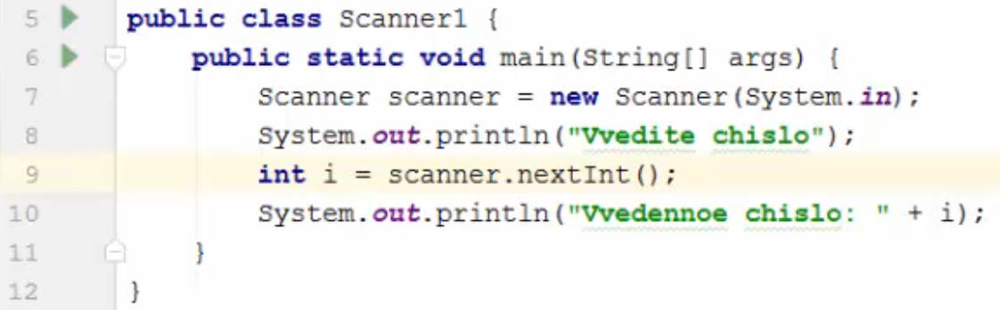 5 public class Scanner1 {
6 public static void main(String[] args) {
7 Scanner scanner = new Scanner(System.in);
8 System.out.println("Vvedite chislo");
9 int i = scanner.nextInt();
10 System.out.println("Vvedennoe chislo: " + i);
11 }
12 }